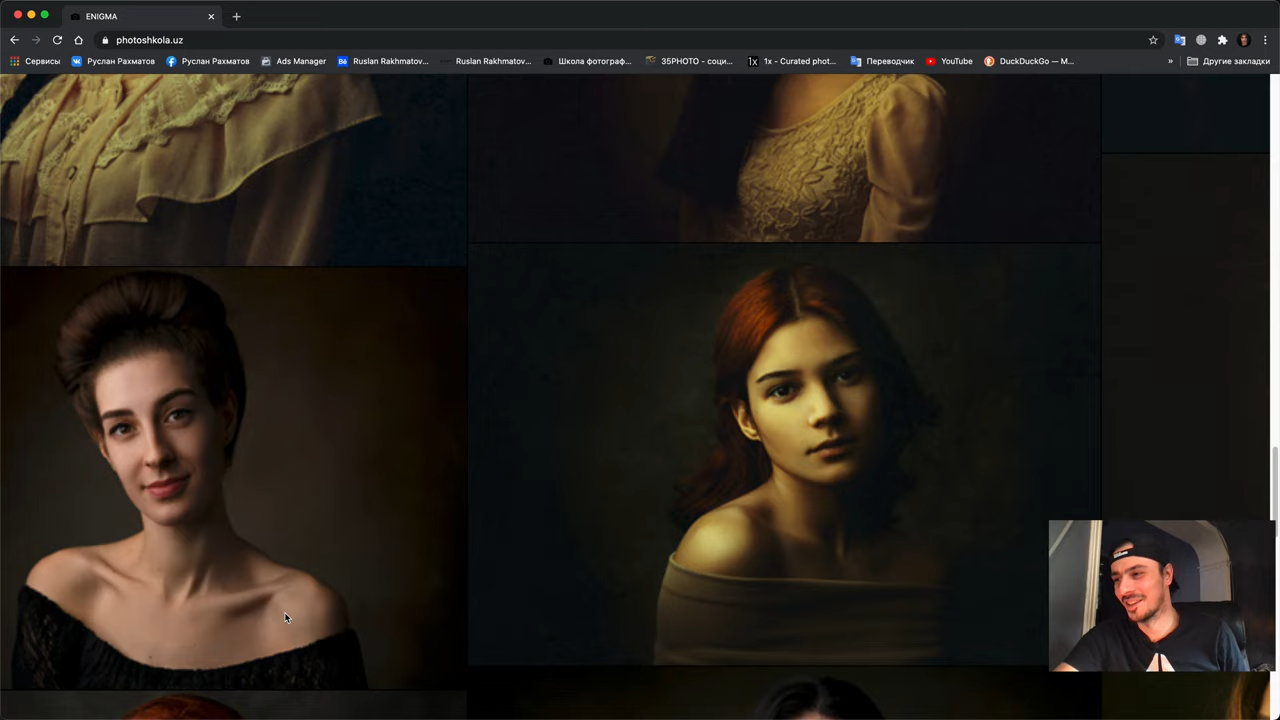 ENIGMA
photoshkola.uz
Сервисы
Руслан Рахматов
Руслан Рахматов
Ads Manager
Ruslan Rakhmatov...
Ruslan Rakhmatov...
Школа фотограф...
35PHOTO - соци...
1x - Curated phot...
Переводчик
YouTube
DuckDuckGo — M...
»
Другие закладки